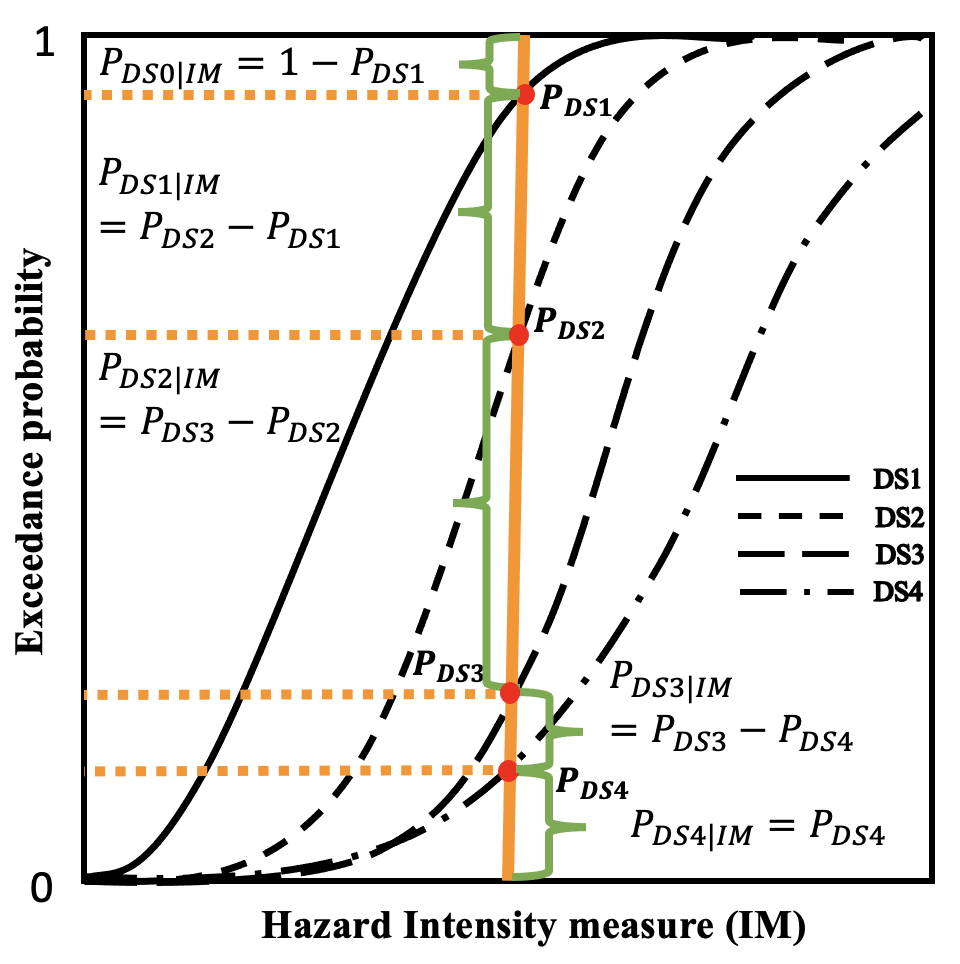 1
P_{DS0|IM} = 1 − P_{DS1}
P_{DS1}
P_{DS1|IM}
= P_{DS2} − P_{DS1}
P_{DS2}
P_{DS2|IM}
= P_{DS3} − P_{DS2}
Exceedance probability
DS1
DS2
DS3
DS4
P_{DS3}
P_{DS3|IM}
= P_{DS3} − P_{DS4}
P_{DS4}
P_{DS4|IM} = P_{DS4}
0
Hazard Intensity measure (IM)